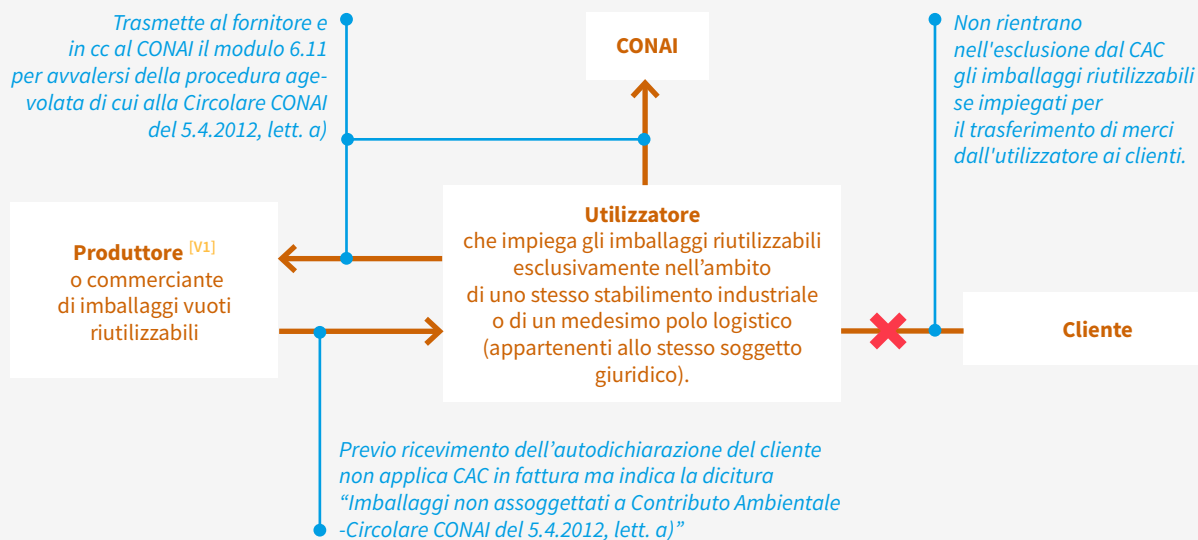 Trasmette al fornitore e
in cc al CONAI il modulo 6.11
per avvalersi della procedura age-
volata di cui alla Circolare CONAI
del 5.4.2012, lett. a)
CONAI
Non rientrano
nell'esclusione dal CAC
gli imballaggi riutilizzabili
se impiegati per
il trasferimento di merci
dall'utilizzatore ai clienti.
Produttore [V1]
o commerciante
di imballaggi vuoti
riutilizzabili
Utilizzatore
che impiega gli imballaggi riutilizzabili
esclusivamente nell’ambito
di uno stesso stabilimento industriale
o di un medesimo polo logistico
(appartenenti allo stesso soggetto
giuridico).
Cliente
Previo ricevimento dell’autodichiarazione del cliente
non applica CAC in fattura ma indica la dicitura
“Imballaggi non assoggettati a Contributo Ambientale
-Circolare CONAI del 5.4.2012, lett. a)”